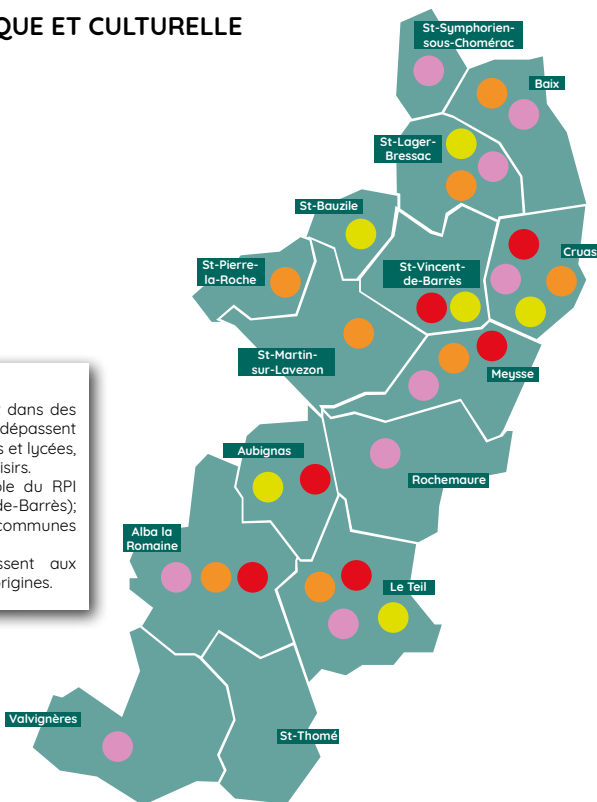 QUE ET CULTURELLE
St-Symphorien-
sous-Chomérac
Baix
St-Lager-
Bressac
St-Bauzile
Cruas
St-Pierre-
la-Roche
St-Vincent-
de-Barrès
St-Martin-
sur-Lavezon
Meysse
dans des
dépassent
s et lycées,
isirs.
le du RPI
de-Barrès);
communes
ssent aux
origines.
Aubignas
Rochemaure
Alba la
Romaine
Le Teil
Valvignères
St-Thomé